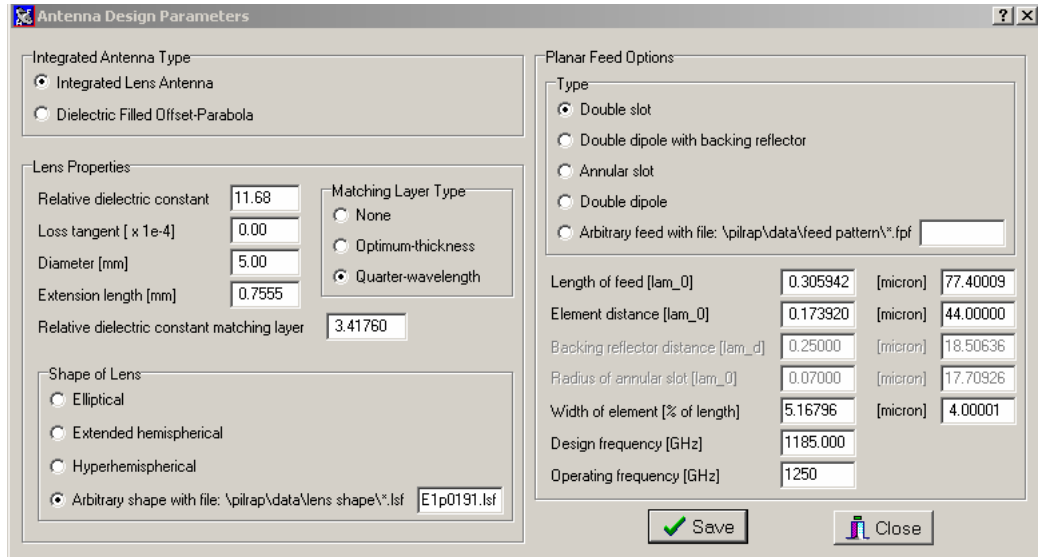 Antenna Design Parameters
Integrated Antenna Type
Integrated Lens Antenna
Dielectric Filled Offset-Parabola
Lens Properties
Relative dielectric constant 11.68
Loss tangent [ x 1e-4] 0.00
Diameter [mm] 5.00
Extension length [mm] 0.7555
Matching Layer Type
None
Optimum-thickness
Quarter-wavelength
Relative dielectric constant matching layer 3.41760
Shape of Lens
Elliptical
Extended hemispherical
Hyperhemispherical
Arbitrary shape with file: \pilrap\data\lens shape\*.lsf E1p0191.lsf
Planar Feed Options
Type
Double slot
Double dipole with backing reflector
Annular slot
Double dipole
Arbitrary feed with file: \pilrap\data\feed pattern\*.fpf
Length of feed [lam_0] 0.305942 [micron] 77.40009
Element distance [lam_0] 0.173920 [micron] 44.00000
Backing reflector distance [lam_d] 0.25000 [micron] 18.50636
Radius of annular slot [lam_0] 0.07000 [micron] 17.70926
Width of element [% of length] 5.16796 [micron] 4.00001
Design frequency [GHz] 1185.000
Operating frequency [GHz] 1250
Save
Close